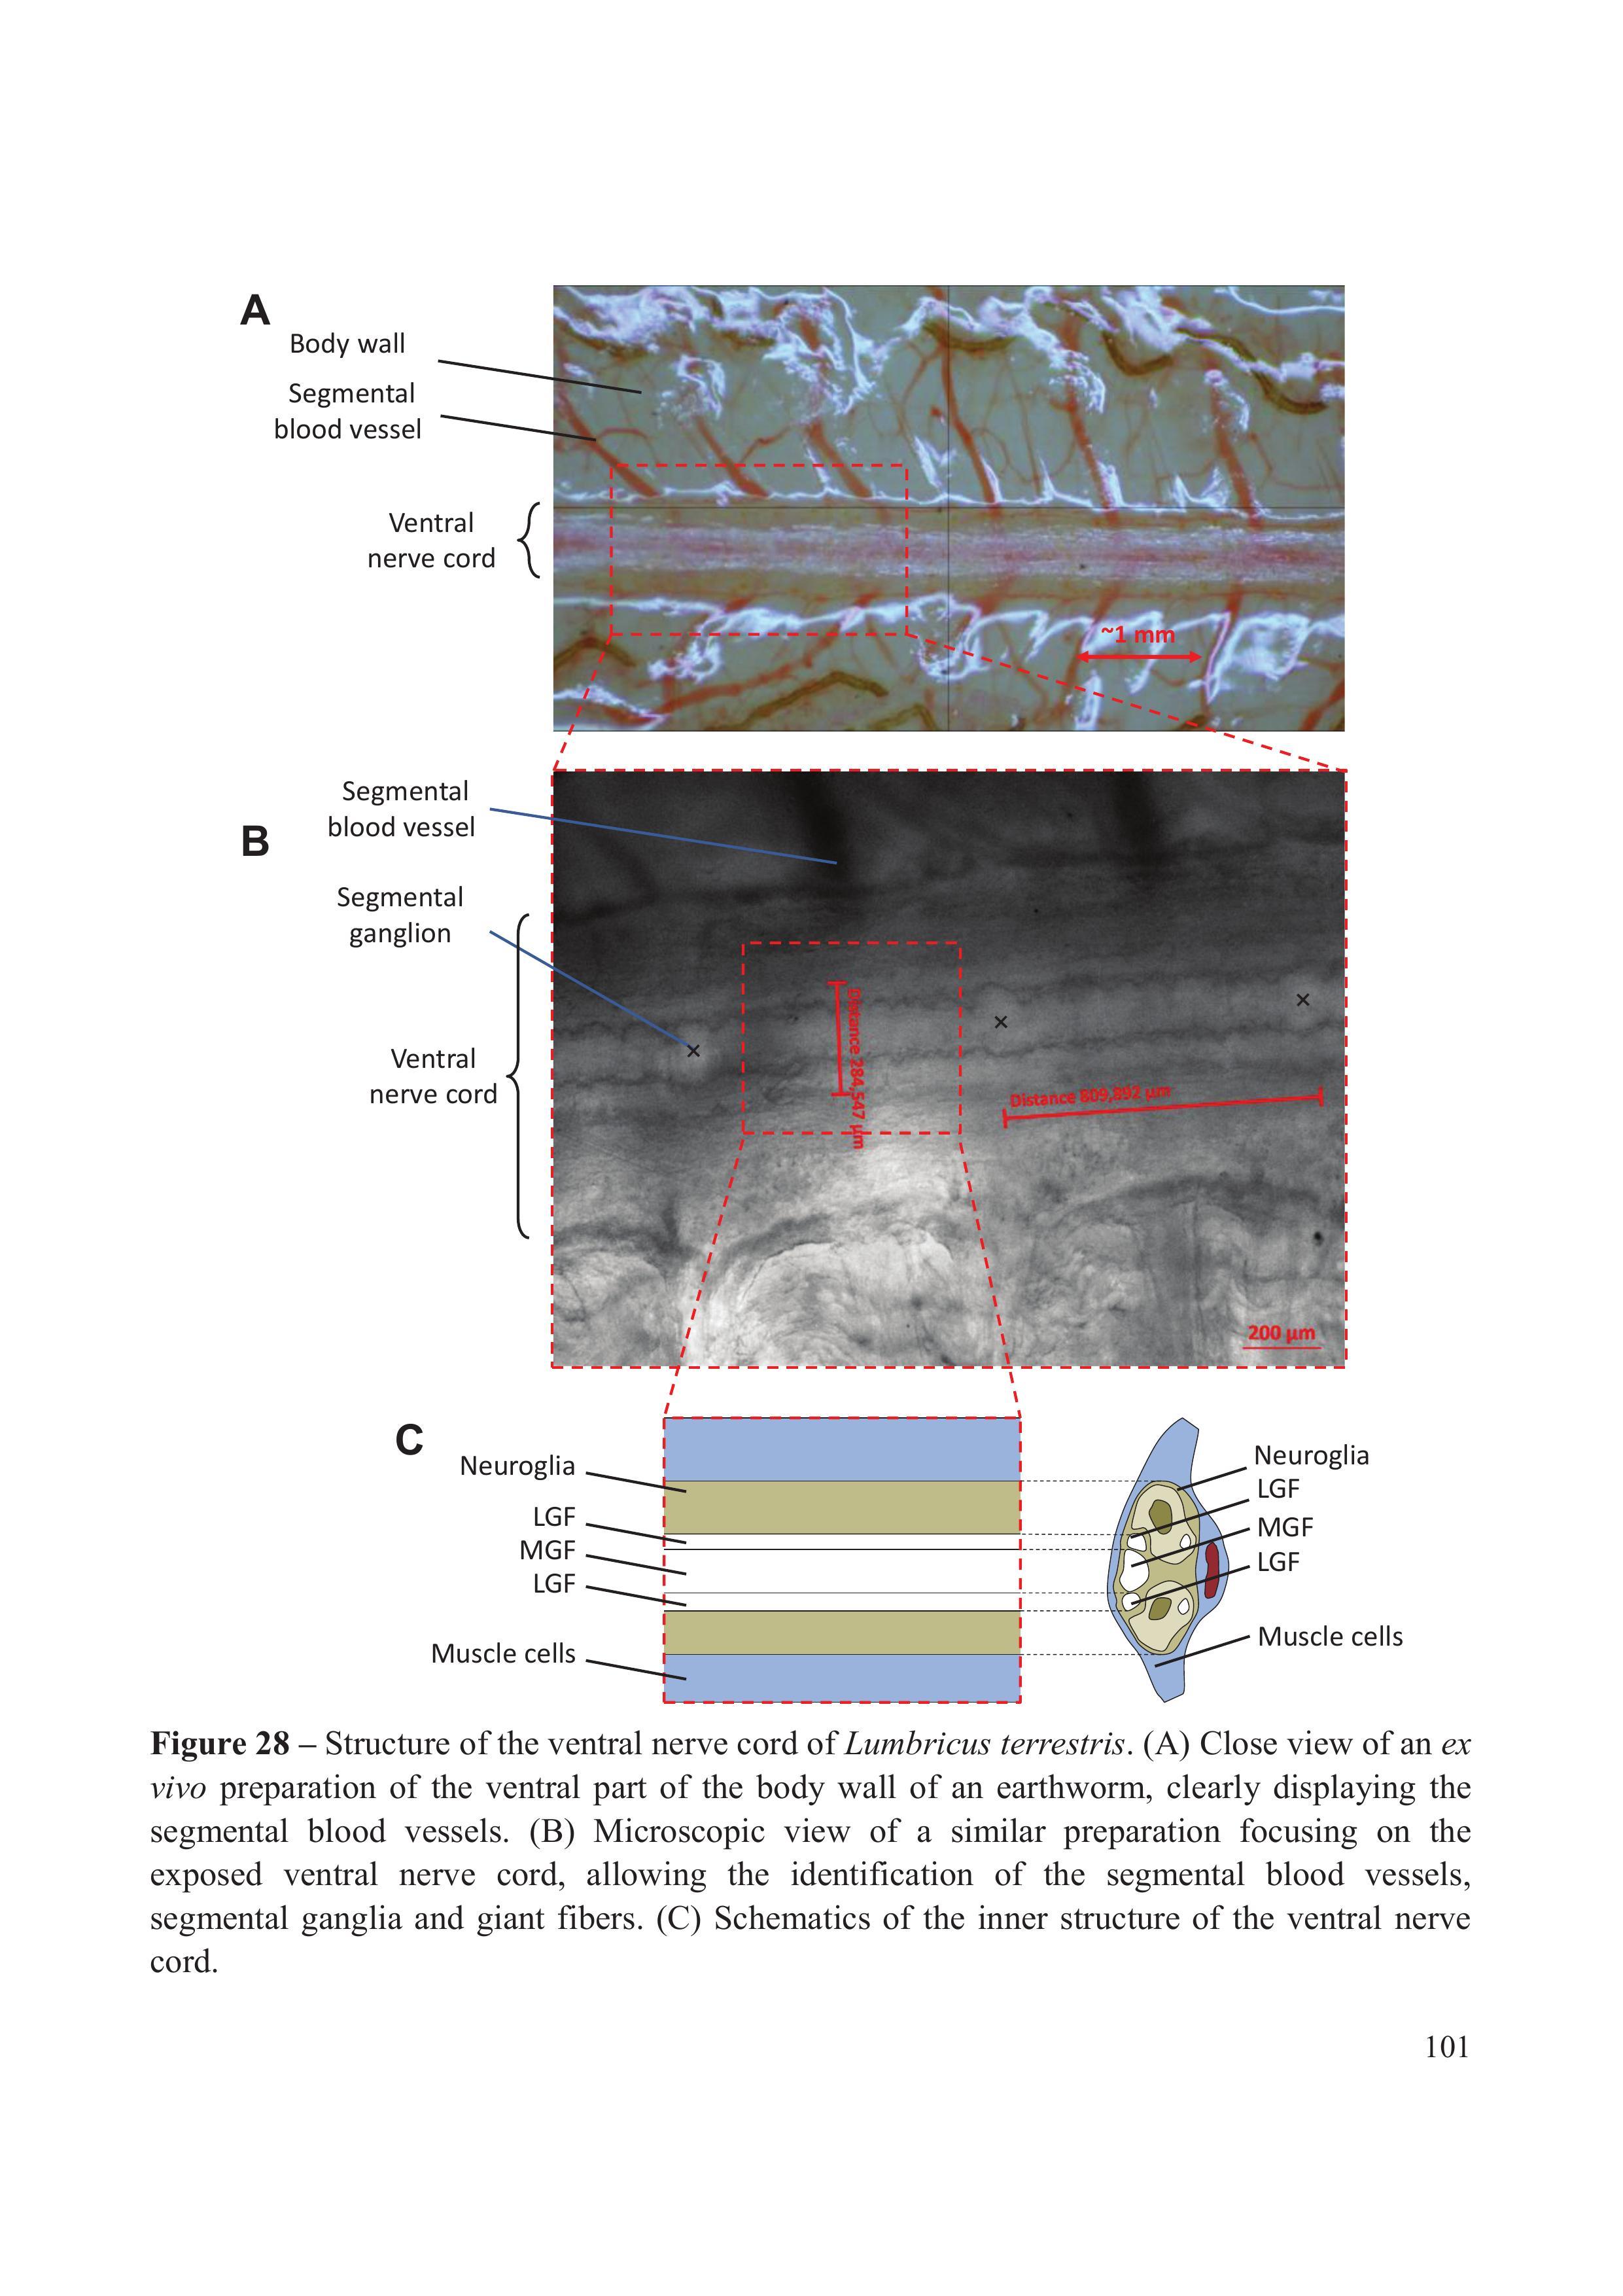 A
Body wall
Segmental
blood vessel
Ventral
nerve cord
~1 mm
Segmental
blood vessel
B
Segmental
ganglion
Ventral
nerve cord
Distance 284,547 µm
Distance 809,892 µm
200 µm
C
Neuroglia
LGF
MGF
LGF
Muscle cells
Neuroglia
LGF
MGF
LGF
Muscle cells
Figure 28 – Structure of the ventral nerve cord of Lumbricus terrestris. (A) Close view of an ex
vivo preparation of the ventral part of the body wall of an earthworm, clearly displaying the
segmental blood vessels. (B) Microscopic view of a similar preparation focusing on the
exposed ventral nerve cord, allowing the identification of the segmental blood vessels,
segmental ganglia and giant fibers. (C) Schematics of the inner structure of the ventral nerve
cord.
101